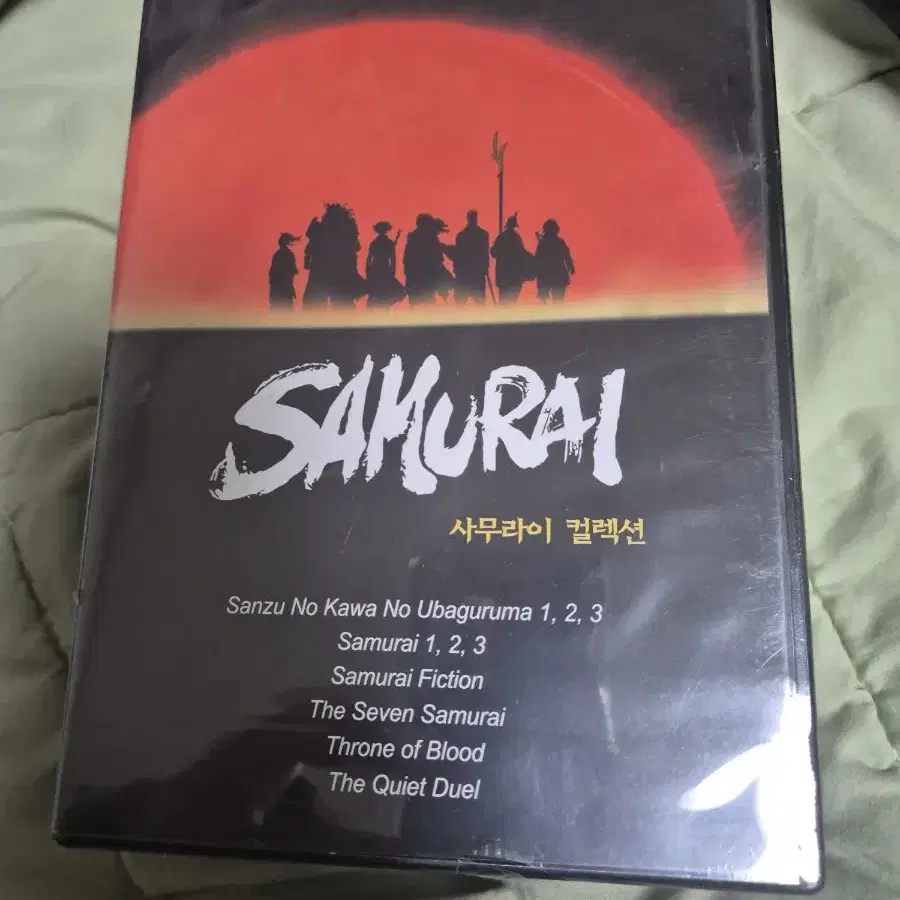 SAMURAI
사무라이 컬렉션
Sanzu No Kawa No Ubaguruma 1, 2, 3
Samurai 1, 2, 3
Samurai Fiction
The Seven Samurai
Throne of Blood
The Quiet Duel